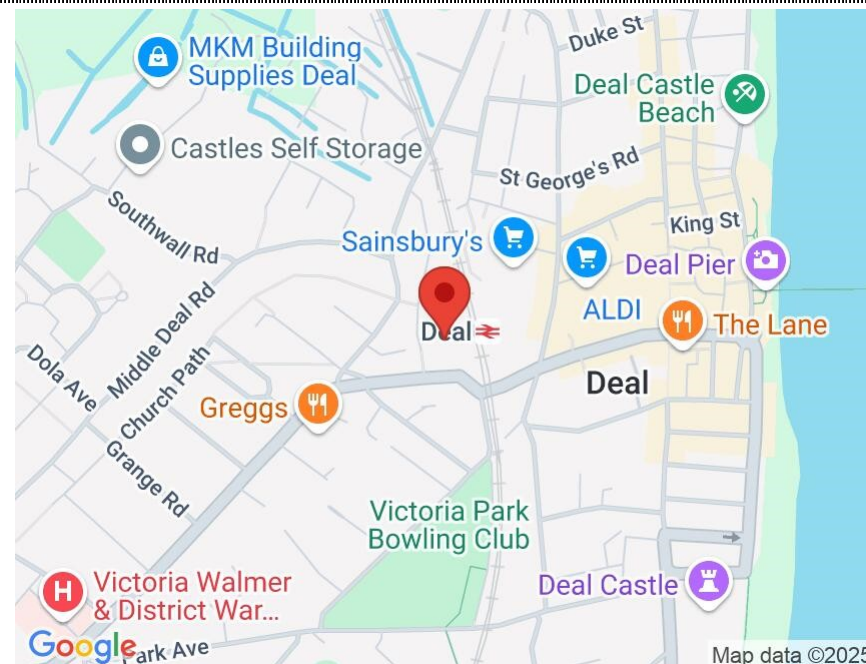 Duke St
MKM Building
Supplies Deal
Deal Castle
Beach
Castles Self Storage
St George's Rd
Southwall Rd
King St
Sainsbury's
Deal Pier
ALDI
Deal
The Lane
Middle Deal Rd
Church Path
Dola Ave
Deal
Greggs
Grange Rd
Victoria Park
Bowling Club
H
Victoria Walmer
& District War...
Deal Castle
Google
Park Ave
Map data ©2025